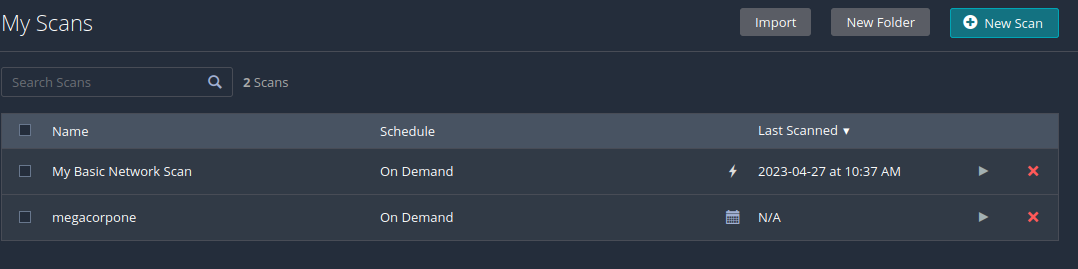 My Scans
Import
New Folder
New Scan
Search Scans
2 Scans
Name Schedule Last Scanned ▼
My Basic Network Scan On Demand 2023-04-27 at 10:37 AM
megacorpone On Demand N/A